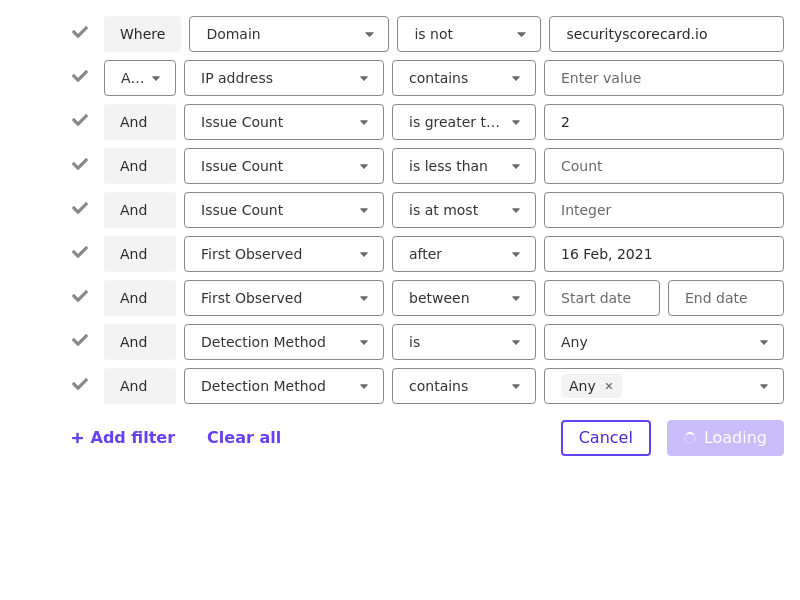 Where Domain is not securityscorecard.io
A... IP address contains Enter value
And Issue Count is greater t... 2
And Issue Count is less than Count
And Issue Count is at most Integer
And First Observed after 16 Feb, 2021
And First Observed between Start date End date
And Detection Method is Any
And Detection Method contains Any ×
+ Add filter Clear all Cancel Loading